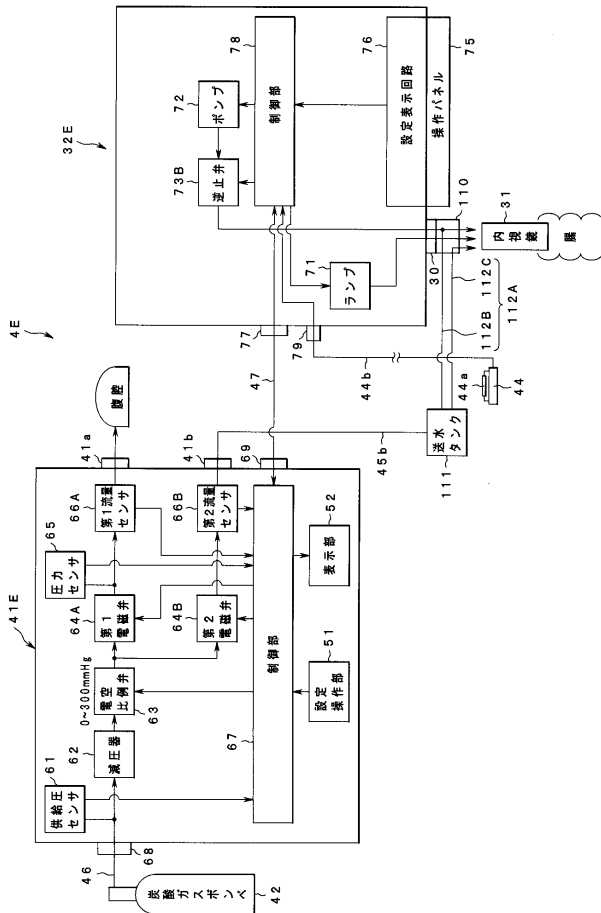 4E
41E
32E
供給圧センサ
61
減圧器
62
0~300mmHg
電空比例弁
63
第1電磁弁
64A
圧力センサ
65
第1流量センサ
66A
41a
腹腔
第2電磁弁
64B
第2流量センサ
66B
41b
制御部
67
69
設定操作部
51
表示部
52
68
46
炭酸ガスボンベ
42
47
77
79
44b
44a
44
45b
送水タンク
111
112B
112C
112A
ポンプ
72
逆止弁
73B
制御部
78
ランプ
71
設定表示回路
76
操作パネル
75
30
110
内視鏡
31
腸